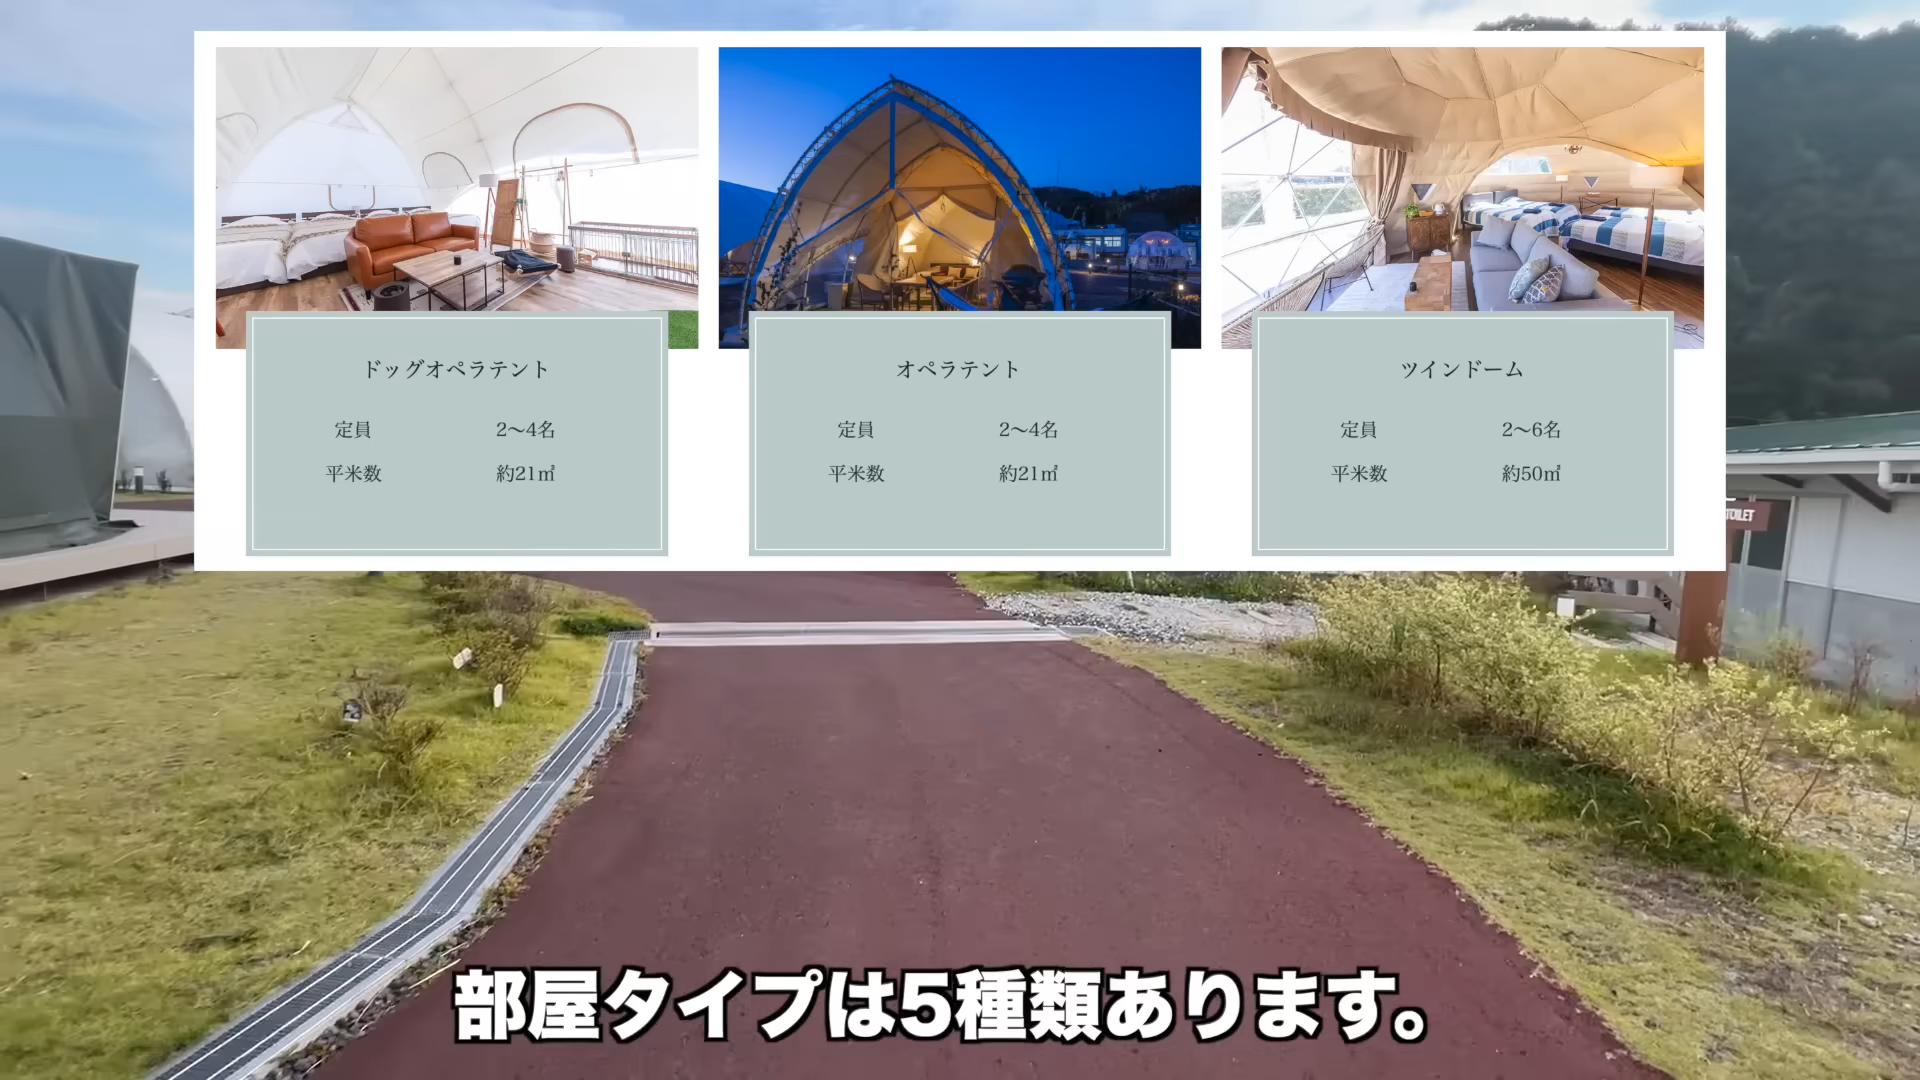 ドッグオペラテント
定員 2〜4名
平米数 約21㎡
オペラテント
定員 2〜4名
平米数 約21㎡
ツインドーム
定員 2〜6名
平米数 約50㎡
TOILET
部屋タイプは5種類あります。